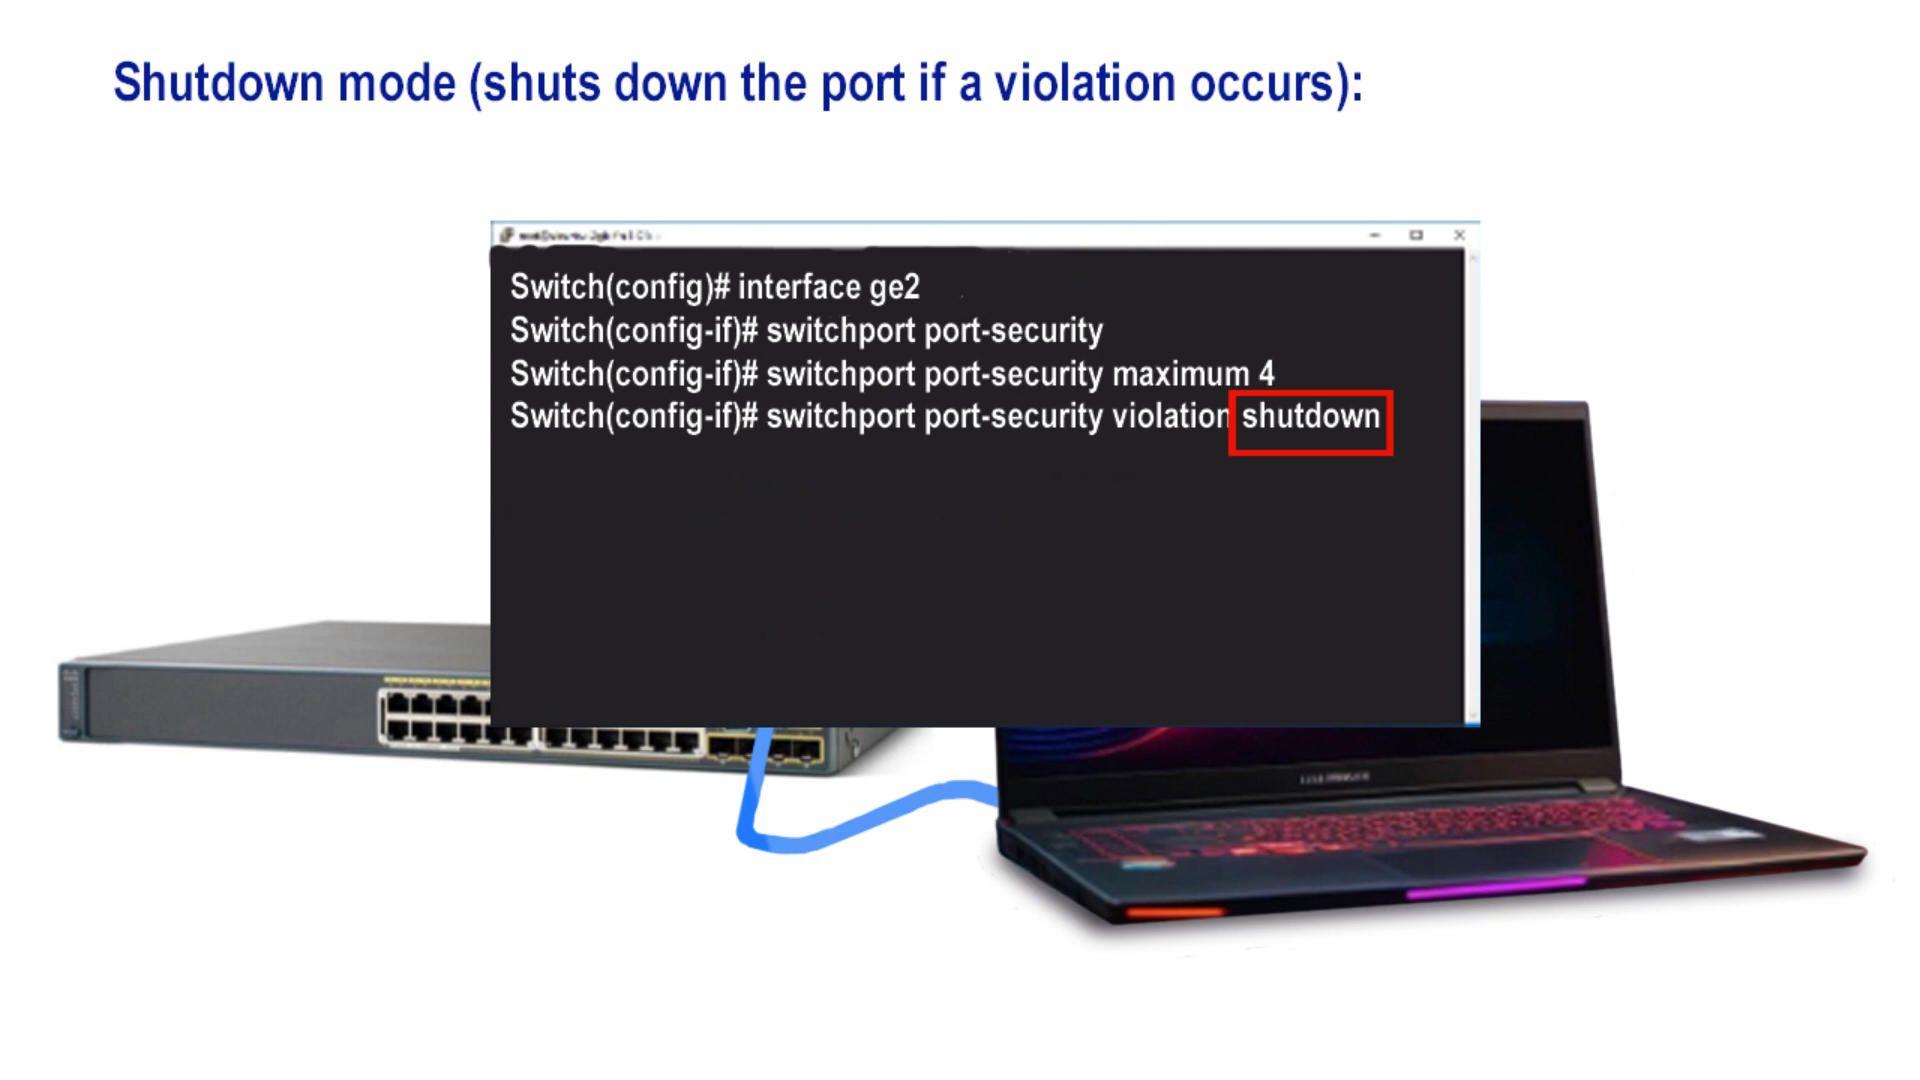 Shutdown mode (shuts down the port if a violation occurs):
Switch(config)# interface ge2
Switch(config-if)# switchport port-security
Switch(config-if)# switchport port-security maximum 4
Switch(config-if)# switchport port-security violation shutdown